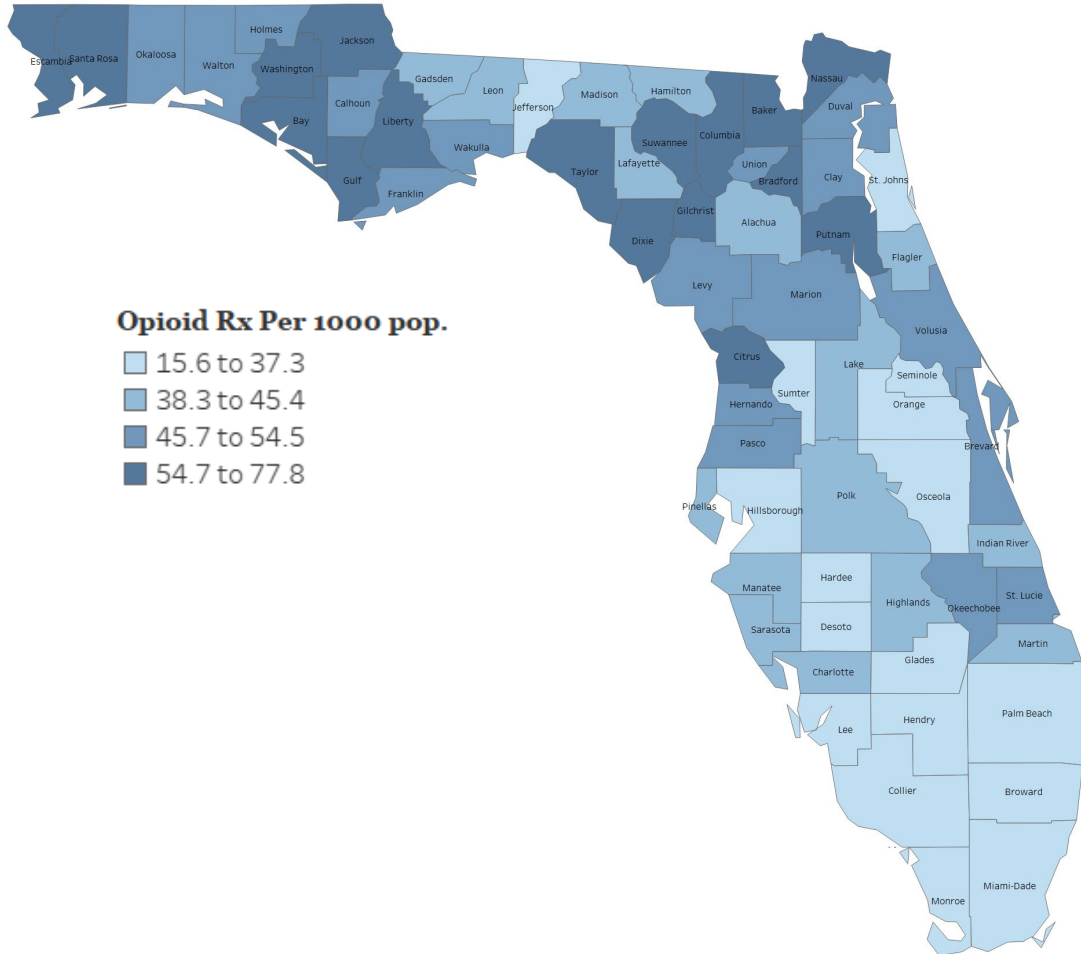 Holmes
Jackson
Escambia
Santa Rosa
Okaloosa
Walton
Washington
Gadsden
Leon
Jefferson
Madison
Hamilton
Nassau
Calhoun
Bay
Liberty
Wakulla
Suwannee
Columbia
Baker
Duval
Gulf
Franklin
Taylor
Lafayette
Union
Bradford
Clay
St. Johns
Dixie
Gilchrist
Alachua
Putnam
Flagler
Levy
Marion
Volusia
Opioid Rx Per 1000 pop.
15.6 to 37.3
38.3 to 45.4
45.7 to 54.5
54.7 to 77.8
Citrus
Lake
Seminole
Sumter
Hernando
Orange
Pasco
Brevard
Pinellas
Hillsborough
Polk
Osceola
Indian River
Manatee
Hardee
Highlands
Okeechobee
St. Lucie
Sarasota
Desoto
Martin
Charlotte
Glades
Lee
Hendry
Palm Beach
Collier
Broward
Monroe
Miami-Dade